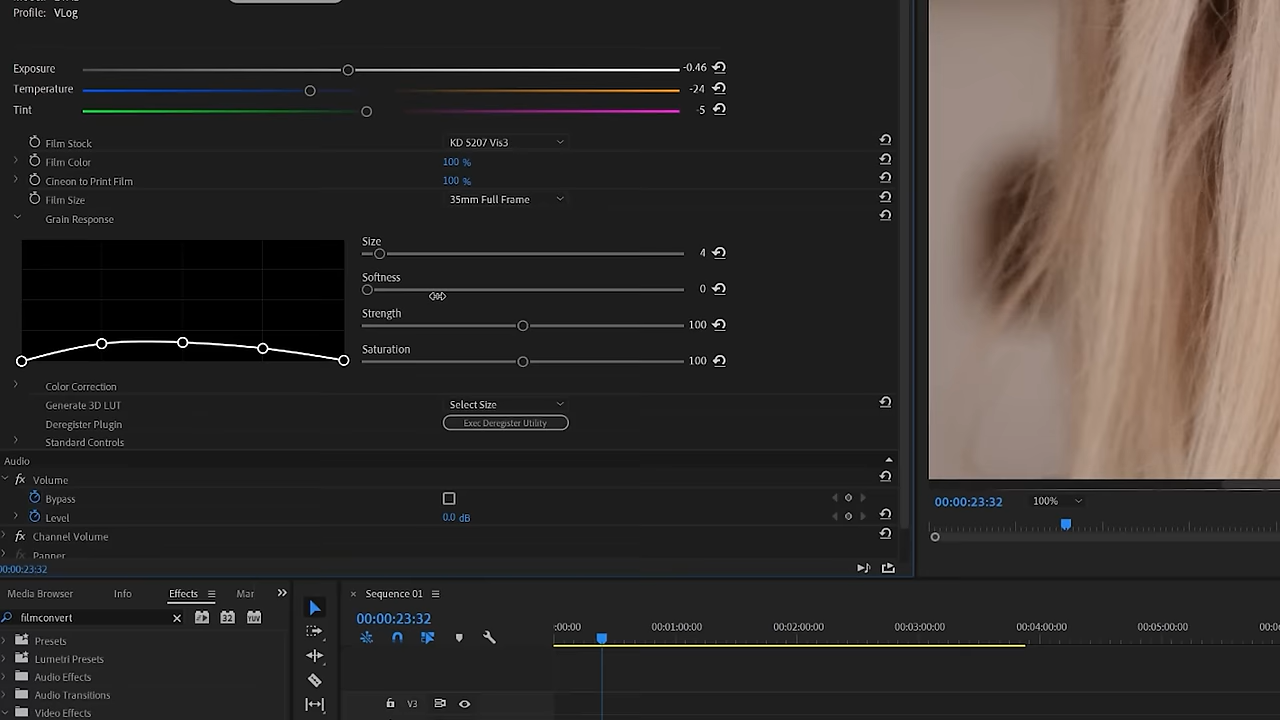 Profile: VLog
Exposure -0.46
Temperature -24
Tint -5
Film Stock KD 5207 Vis3
Film Color 100 %
Cineon to Print Film 100 %
Film Size 35mm Full Frame
Grain Response
Size 4
Softness 0
Strength 100
Saturation 100
Color Correction
Generate 3D LUT Select Size
Deregister Plugin Exec Deregister Utility
Standard Controls
Audio
fx Volume
Bypass
Level 0.0 dB
fx Channel Volume
fx Panner
00:00:23:32
00:00:23:32 100%
Media Browser Info Effects Mar
filmconvert 32 YUV
Presets
Lumetri Presets
Audio Effects
Audio Transitions
Video Effects
Sequence 01
00:00:23:32
:00:00 00:01:00:00 00:02:00:00 00:03:00:00 00:04:00:00 00:05:00:00
V3